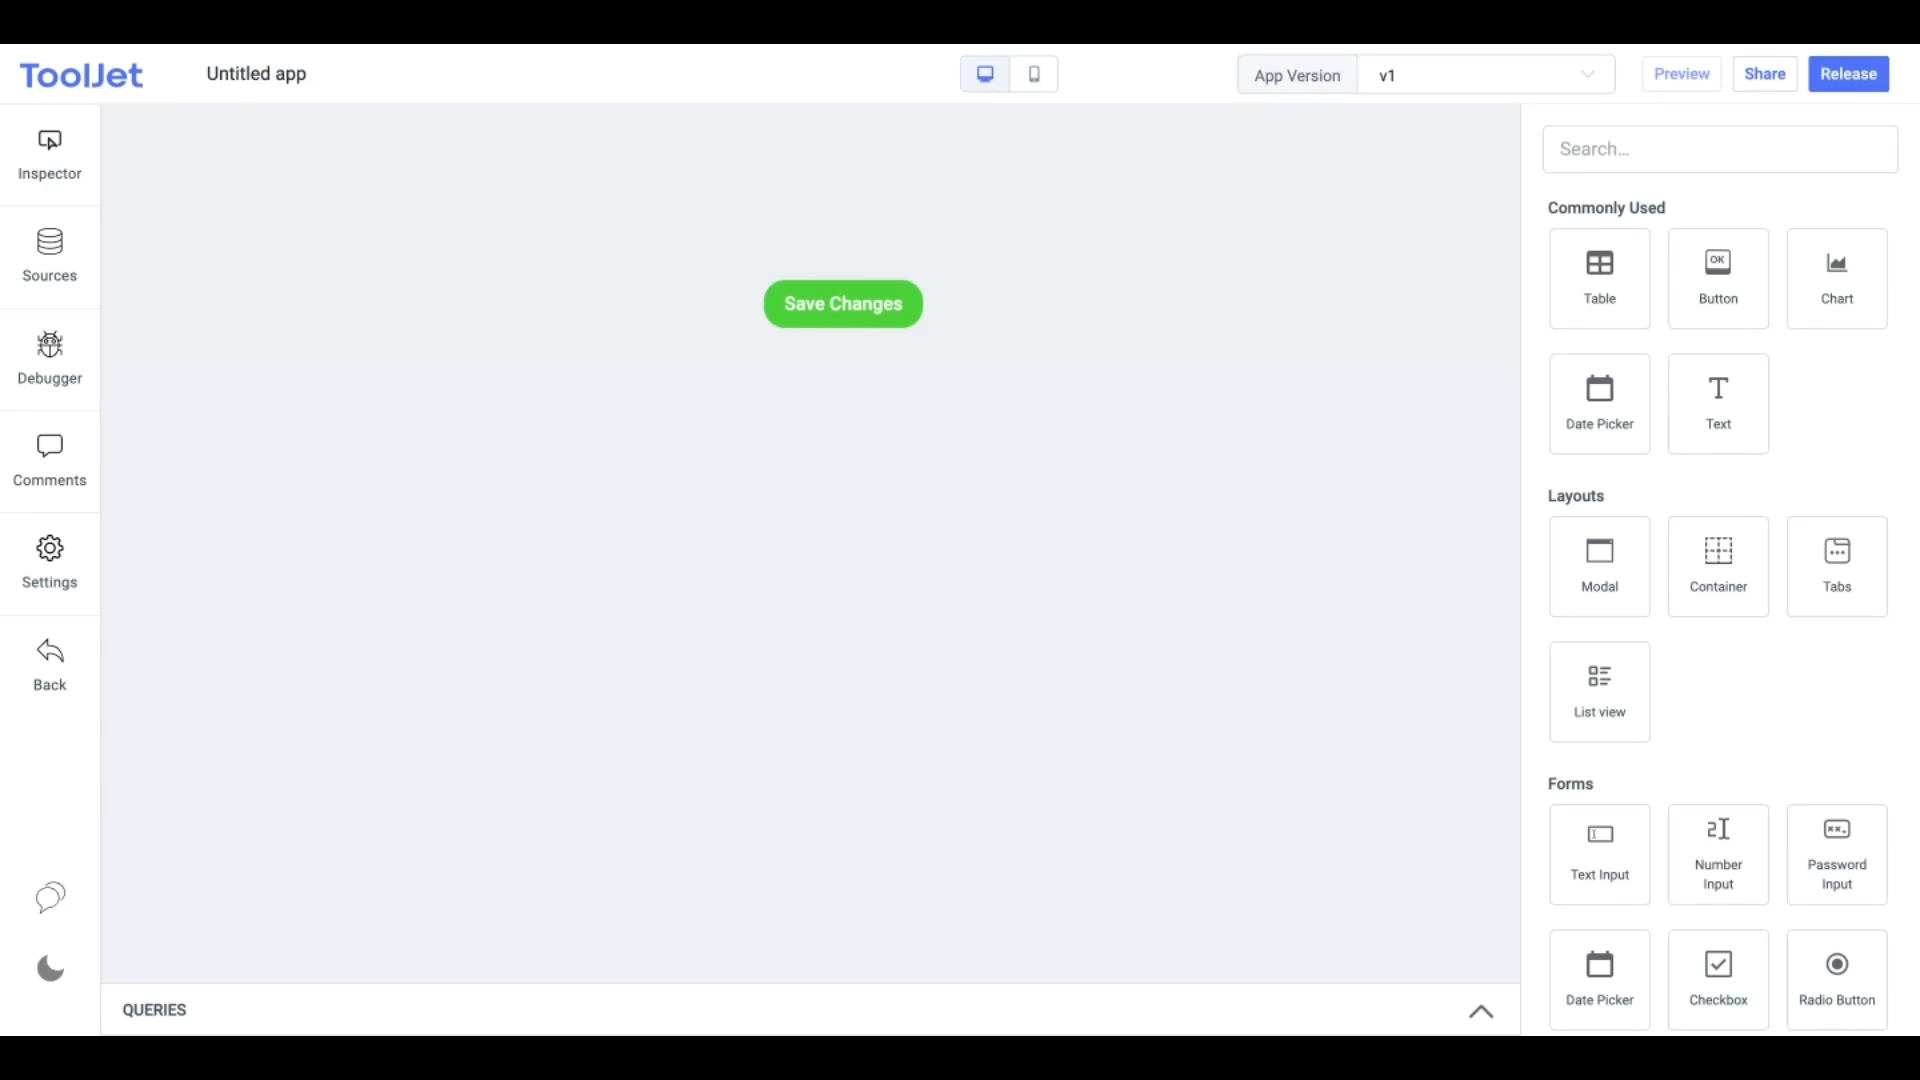 ToolJet
Untitled app
App Version
v1
Preview
Share
Release
Inspector
Sources
Debugger
Comments
Settings
Back
Save Changes
QUERIES
Search...
Commonly Used
Table
OK
Button
Chart
Date Picker
Text
Layouts
Modal
Container
Tabs
List view
Forms
Text Input
Number
Input
Password
Input
Date Picker
Checkbox
Radio Button